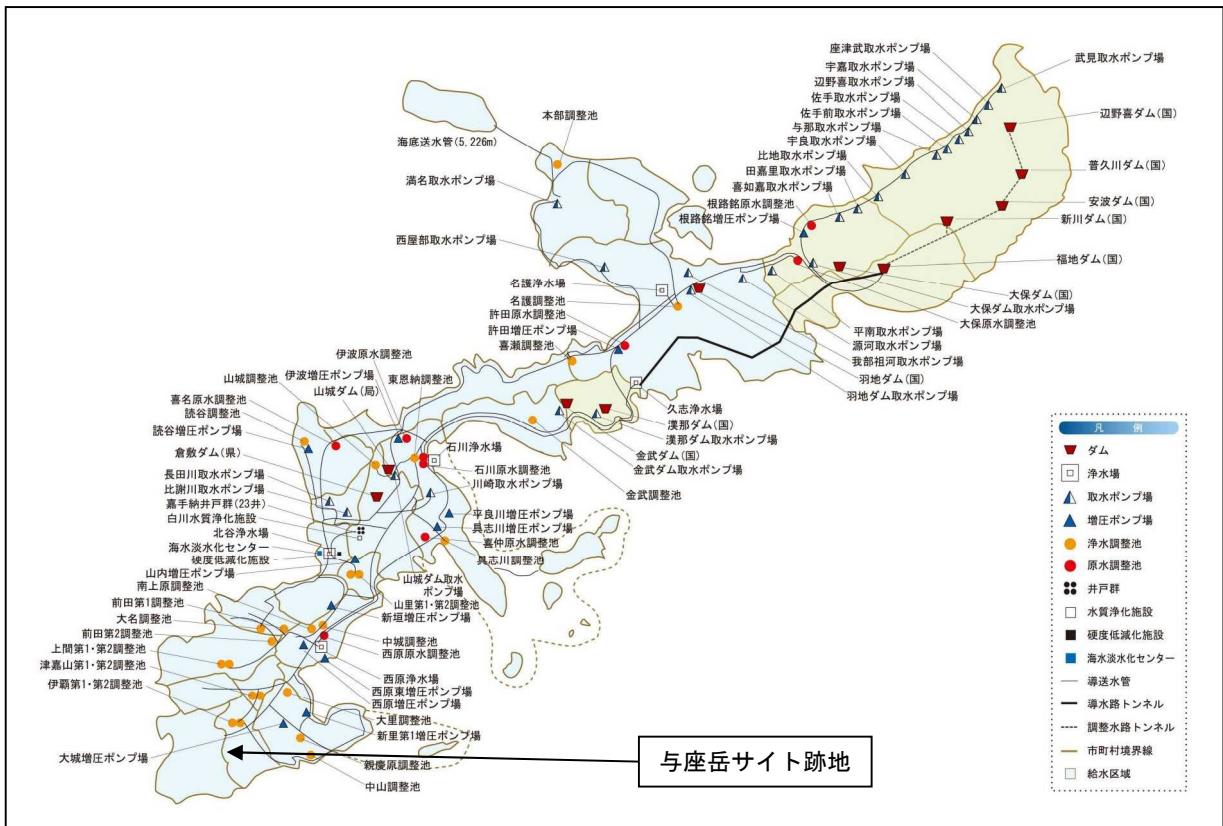 座津武取水ポンプ場
宇嘉取水ポンプ場
辺野喜取水ポンプ場
佐手取水ポンプ場
佐手前取水ポンプ場
与那取水ポンプ場
宇良取水ポンプ場
比地取水ポンプ場
田嘉里取水ポンプ場
喜如嘉取水ポンプ場
根路銘原水調整池
根路銘増圧ポンプ場
武見取水ポンプ場
辺野喜ダム(国)
普久川ダム(国)
安波ダム(国)
新川ダム(国)
福地ダム(国)
大保ダム(国)
大保ダム取水ポンプ場
大保原水調整池
本部調整池
海底送水管(5,226m)
満名取水ポンプ場
西屋部取水ポンプ場
名護浄水場
名護調整池
許田原水調整池
許田増圧ポンプ場
喜瀬調整池
平南取水ポンプ場
源河取水ポンプ場
我部祖河取水ポンプ場
羽地ダム(国)
羽地ダム取水ポンプ場
久志浄水場
漢那ダム(国)
漢那ダム取水ポンプ場
金武ダム(国)
金武ダム取水ポンプ場
金武調整池
伊波原水調整池
伊波増圧ポンプ場
東恩納調整池
山城調整池
山城ダム(局)
喜名原水調整池
読谷調整池
読谷増圧ポンプ場
倉敷ダム(県)
長田川取水ポンプ場
比謝川取水ポンプ場
嘉手納井戸群(23井)
白川水質浄化施設
北谷浄水場
海水淡水化センター
硬度低減化施設
山内増圧ポンプ場
南上原調整池
前田第1調整池
大名調整池
前田第2調整池
上間第1・第2調整池
津嘉山第1・第2調整池
伊覇第1・第2調整池
大城増圧ポンプ場
石川浄水場
石川原水調整池
川崎取水ポンプ場
平良川増圧ポンプ場
具志川増圧ポンプ場
喜仲原水調整池
具志川調整池
山城ダム取水
ポンプ場
山里第1・第2調整池
新垣増圧ポンプ場
中城調整池
西原原水調整池
西原浄水場
西原東増圧ポンプ場
西原増圧ポンプ場
大里調整池
新里第1増圧ポンプ場
親慶原調整池
中山調整池
与座岳サイト跡地
凡例
ダム
浄水場
取水ポンプ場
増圧ポンプ場
浄水調整池
原水調整池
井戸群
水質浄化施設
硬度低減化施設
海水淡水化センター
導送水管
導水路トンネル
調整水路トンネル
市町村境界線
給水区域